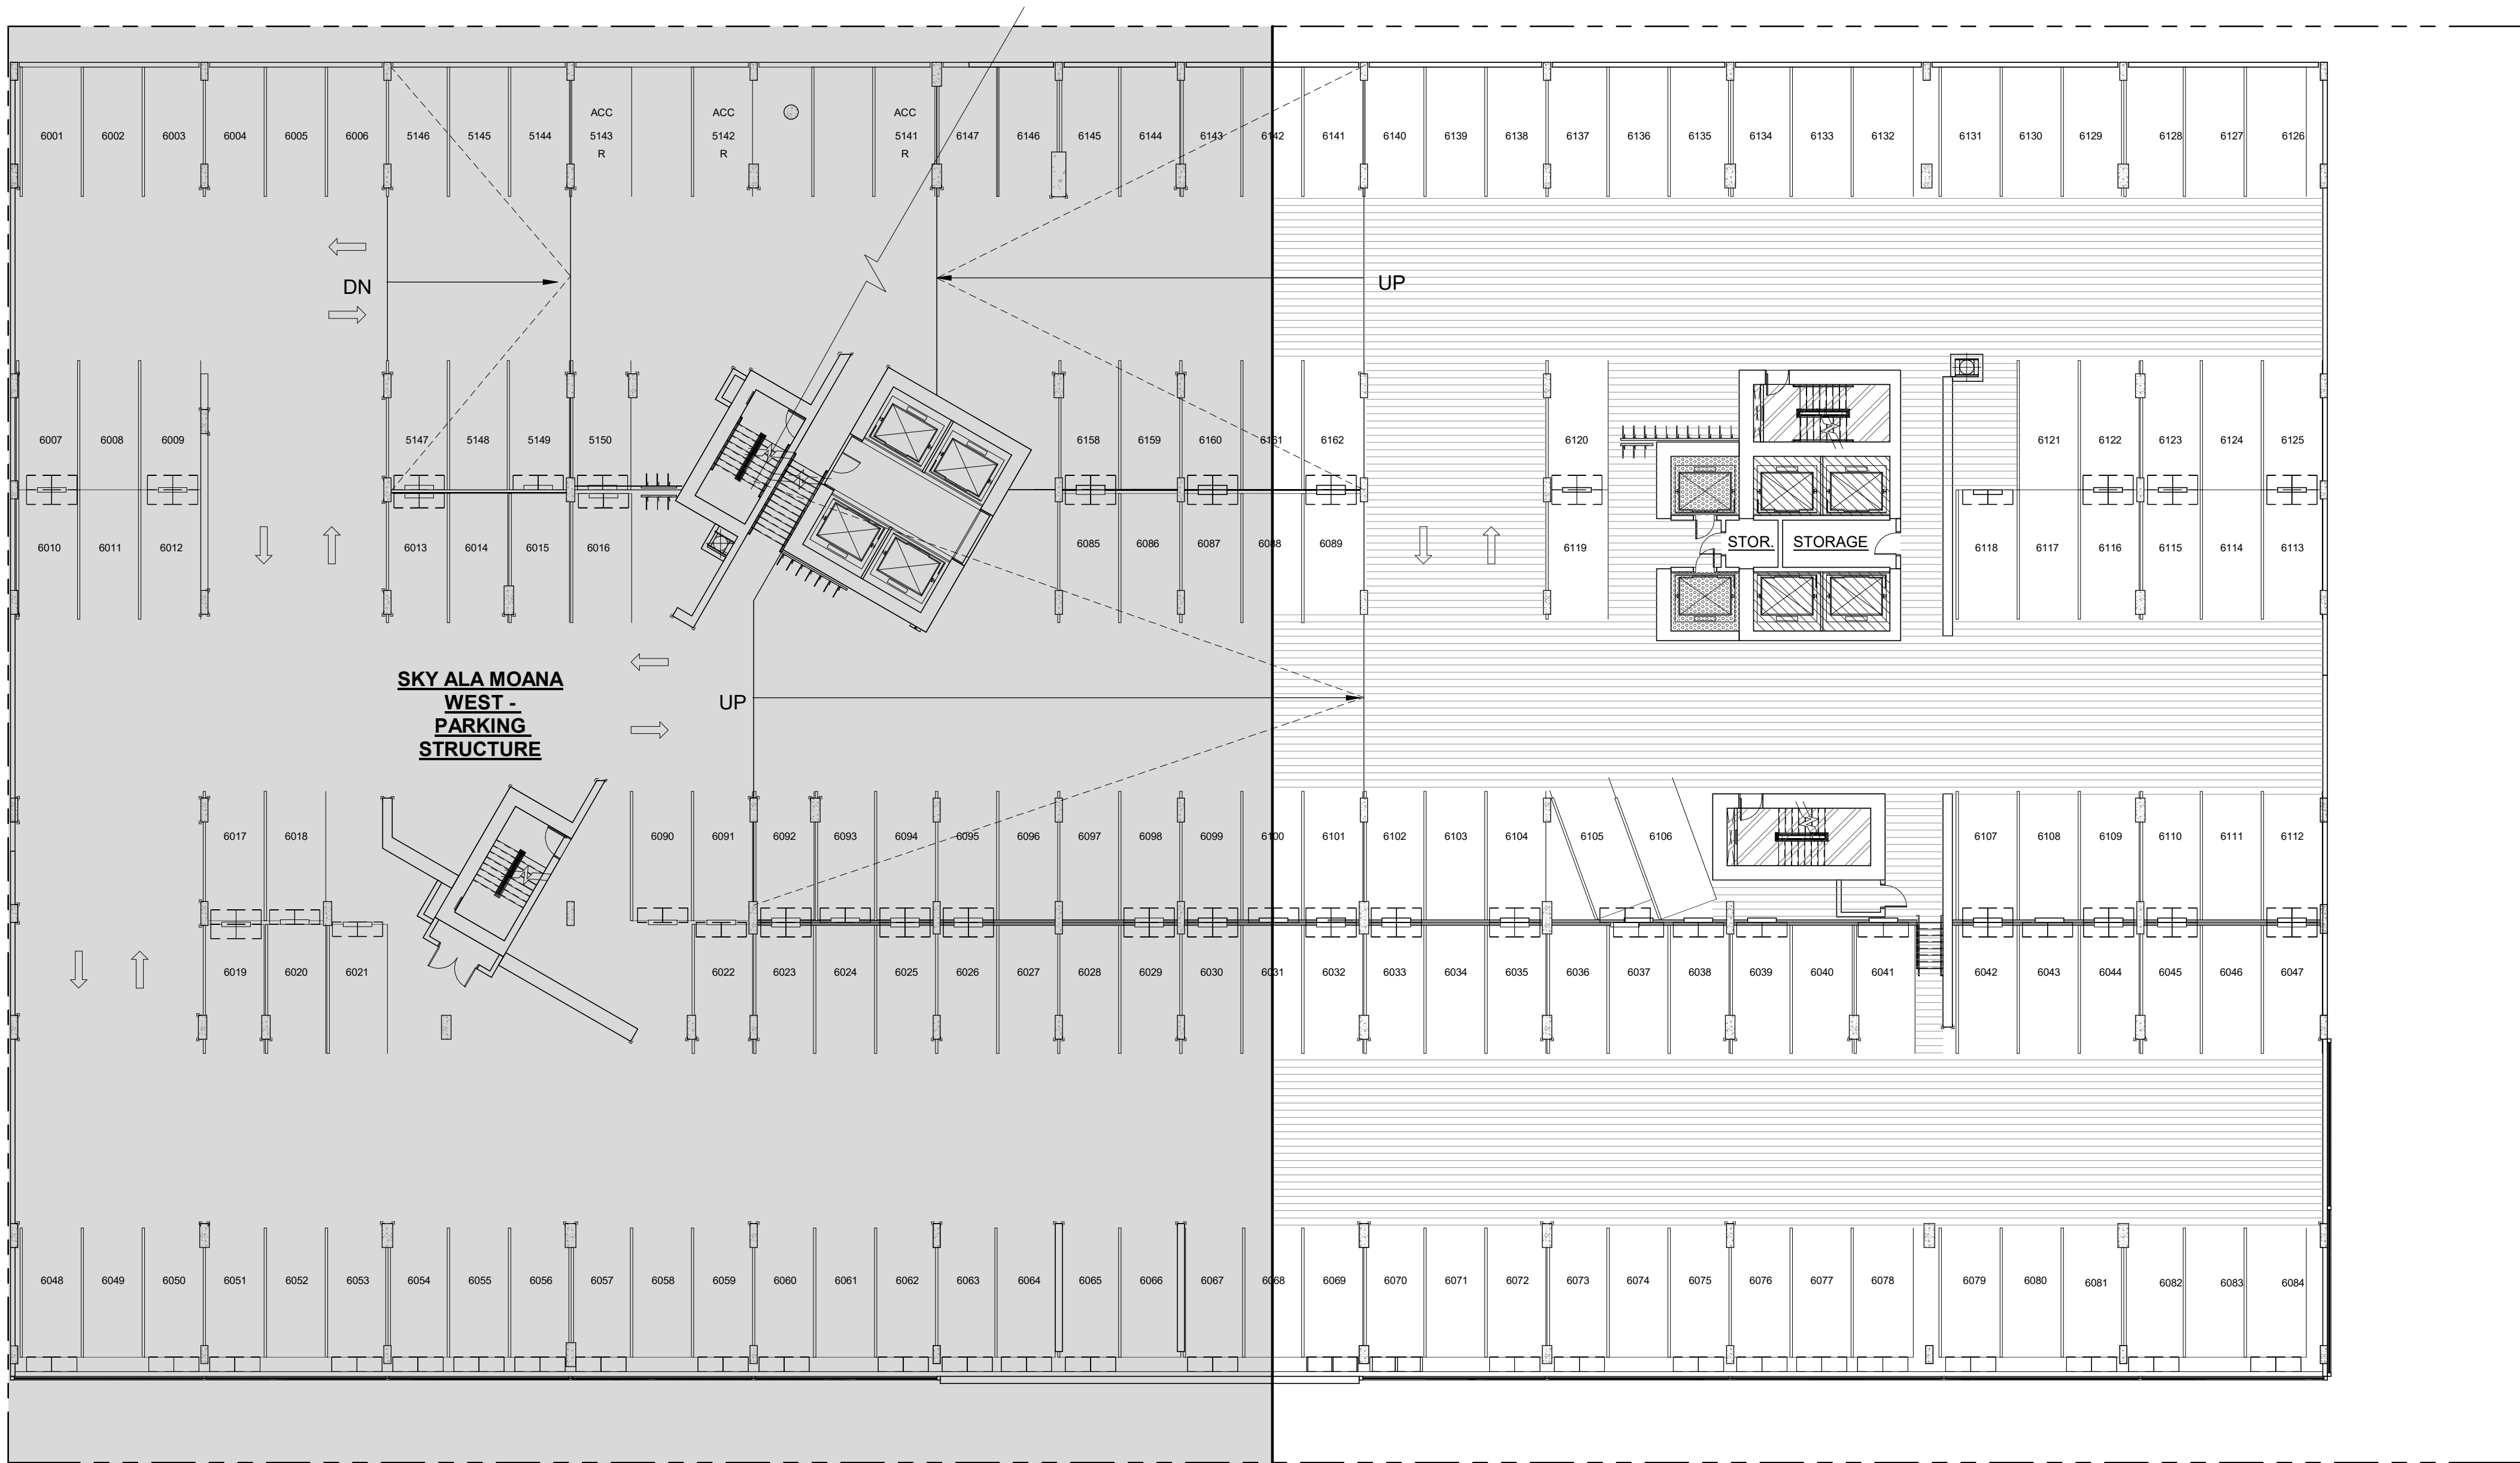 6001 6002 6003 6004 6005 6006 5146 5145 5144 ACC ACC ACC 6147 6146 6145 6144 6143 6142 6141 6140 6139 6138 6137 6136 6135 6134 6133 6132 6131 6130 6129 6128 6127 6126
5143 5142 5141
R R R
DN UP
6007 6008 6009 5147 5148 5149 5150 6158 6159 6160 6161 6162 6120 6121 6122 6123 6124 6125
6010 6011 6012 6013 6014 6015 6016 6085 6086 6087 6088 6089 6119 STOR. STORAGE 6118 6117 6116 6115 6114 6113
SKY ALA MOANA
WEST -
PARKING
STRUCTURE
UP
6017 6018 6090 6091 6092 6093 6094 6095 6096 6097 6098 6099 6100 6101 6102 6103 6104 6105 6106 6107 6108 6109 6110 6111 6112
6019 6020 6021 6022 6023 6024 6025 6026 6027 6028 6029 6030 6031 6032 6033 6034 6035 6036 6037 6038 6039 6040 6041 6042 6043 6044 6045 6046 6047
6048 6049 6050 6051 6052 6053 6054 6055 6056 6057 6058 6059 6060 6061 6062 6063 6064 6065 6066 6067 6068 6069 6070 6071 6072 6073 6074 6075 6076 6077 6078 6079 6080 6081 6082 6083 6084